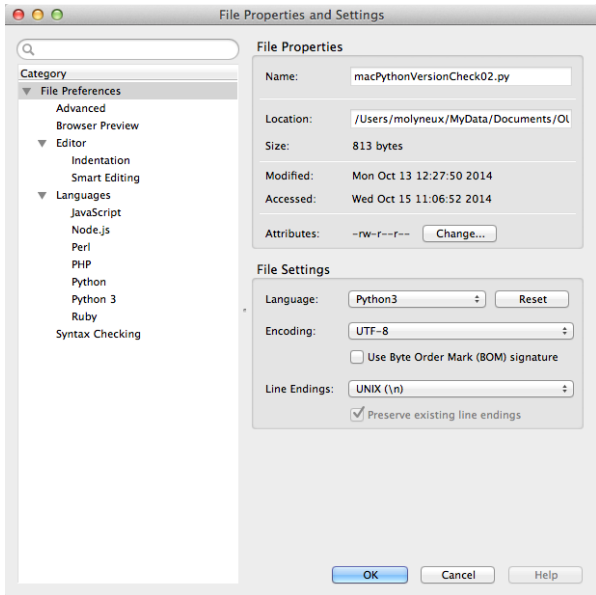 File Properties and Settings
Category
File Preferences
Advanced
Browser Preview
Editor
Indentation
Smart Editing
Languages
JavaScript
Node.js
Perl
PHP
Python
Python 3
Ruby
Syntax Checking
File Properties
Name: macPythonVersionCheck02.py
Location: /Users/molyneux/MyData/Documents/OU
Size: 813 bytes
Modified: Mon Oct 13 12:27:50 2014
Accessed: Wed Oct 15 11:06:52 2014
Attributes: -rw-r--r-- Change...
File Settings
Language: Python3 Reset
Encoding: UTF-8
Use Byte Order Mark (BOM) signature
Line Endings: UNIX (\n)
Preserve existing line endings
OK Cancel Help